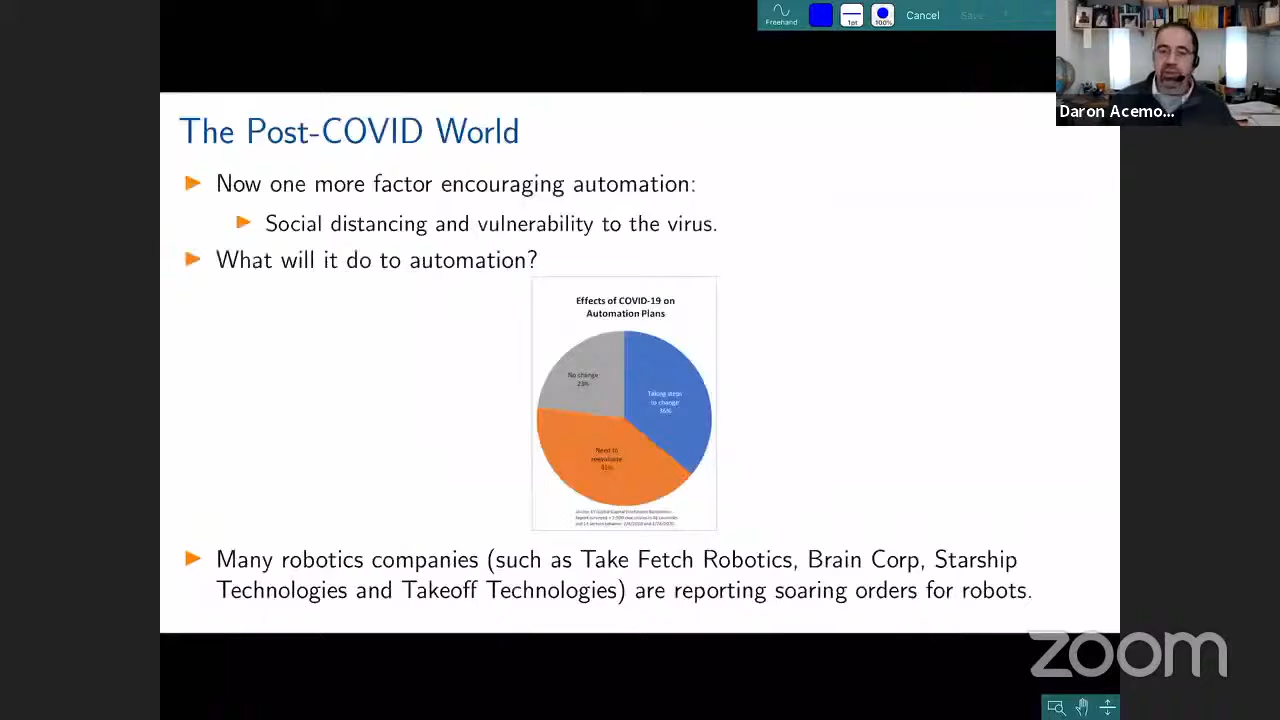 Freehand
1pt
100%
Cancel
Save
Daron Acemo...
The Post-COVID World
Now one more factor encouraging automation:
Social distancing and vulnerability to the virus.
What will it do to automation?
Effects of COVID-19 on
Automation Plans
No change
23%
Taking steps
to change
36%
Need to
reevaluate
41%
Many robotics companies (such as Take Fetch Robotics, Brain Corp, Starship
Technologies and Takeoff Technologies) are reporting soaring orders for robots.
zoom